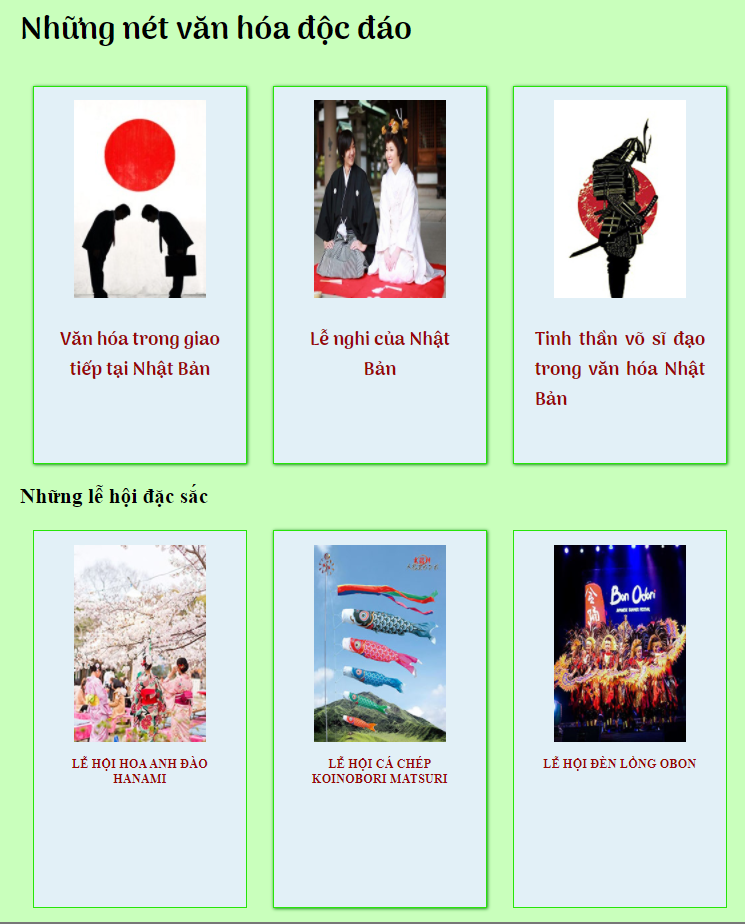 Những nét văn hóa độc đáo
Văn hóa trong giao
tiếp tại Nhật Bản
Lễ nghi của Nhật
Bản
Tinh thần võ sĩ đạo
trong văn hóa Nhật
Bản
Những lễ hội đặc sắc
Bon Odori
LỄ HỘI HOA ANH ĐÀO
HANAMI
LỄ HỘI CÁ CHÉP
KOINOBORI MATSURI
LỄ HỘI ĐÈN LỒNG OBON